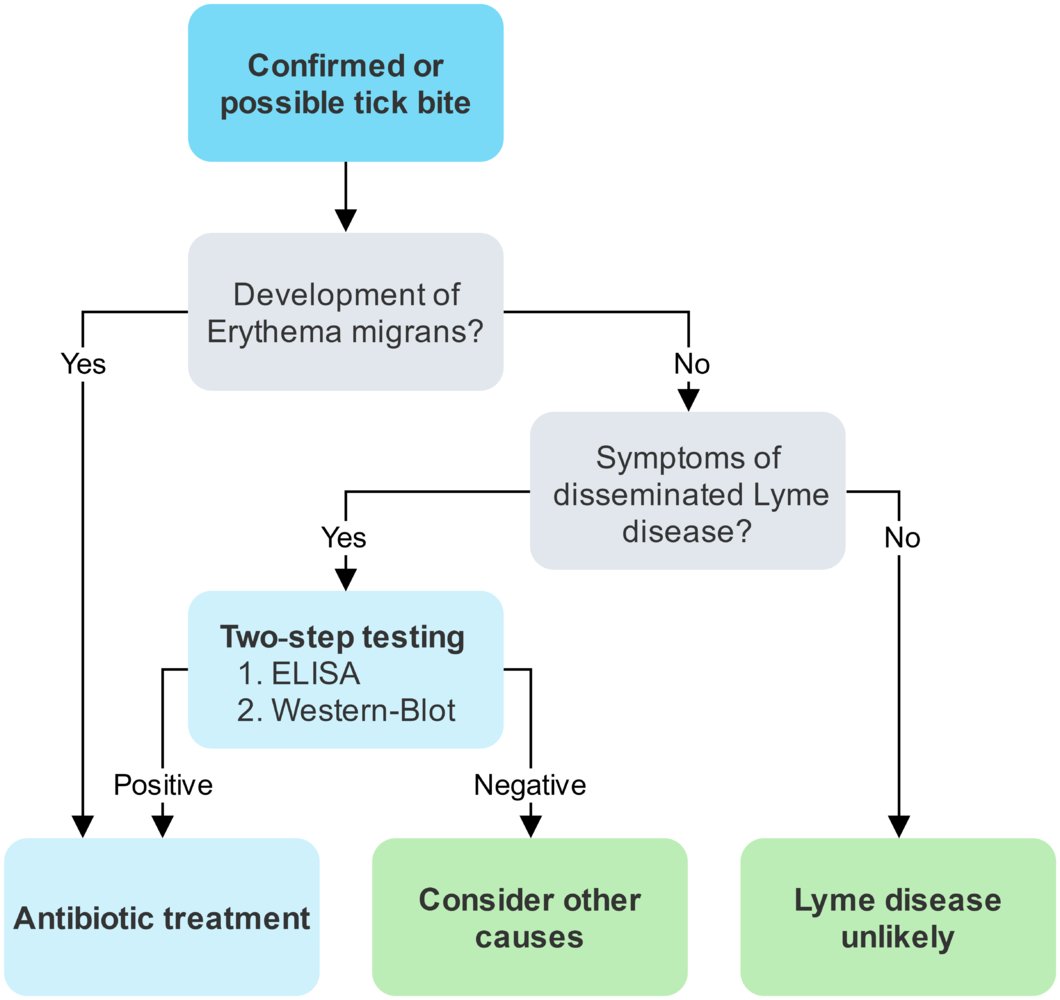 Confirmed or
possible tick bite
Development of
Erythema migrans?
Yes
No
Symptoms of
disseminated Lyme
disease?
Yes
No
Two-step testing
1. ELISA
2. Western-Blot
Positive
Negative
Antibiotic treatment
Consider other
causes
Lyme disease
unlikely